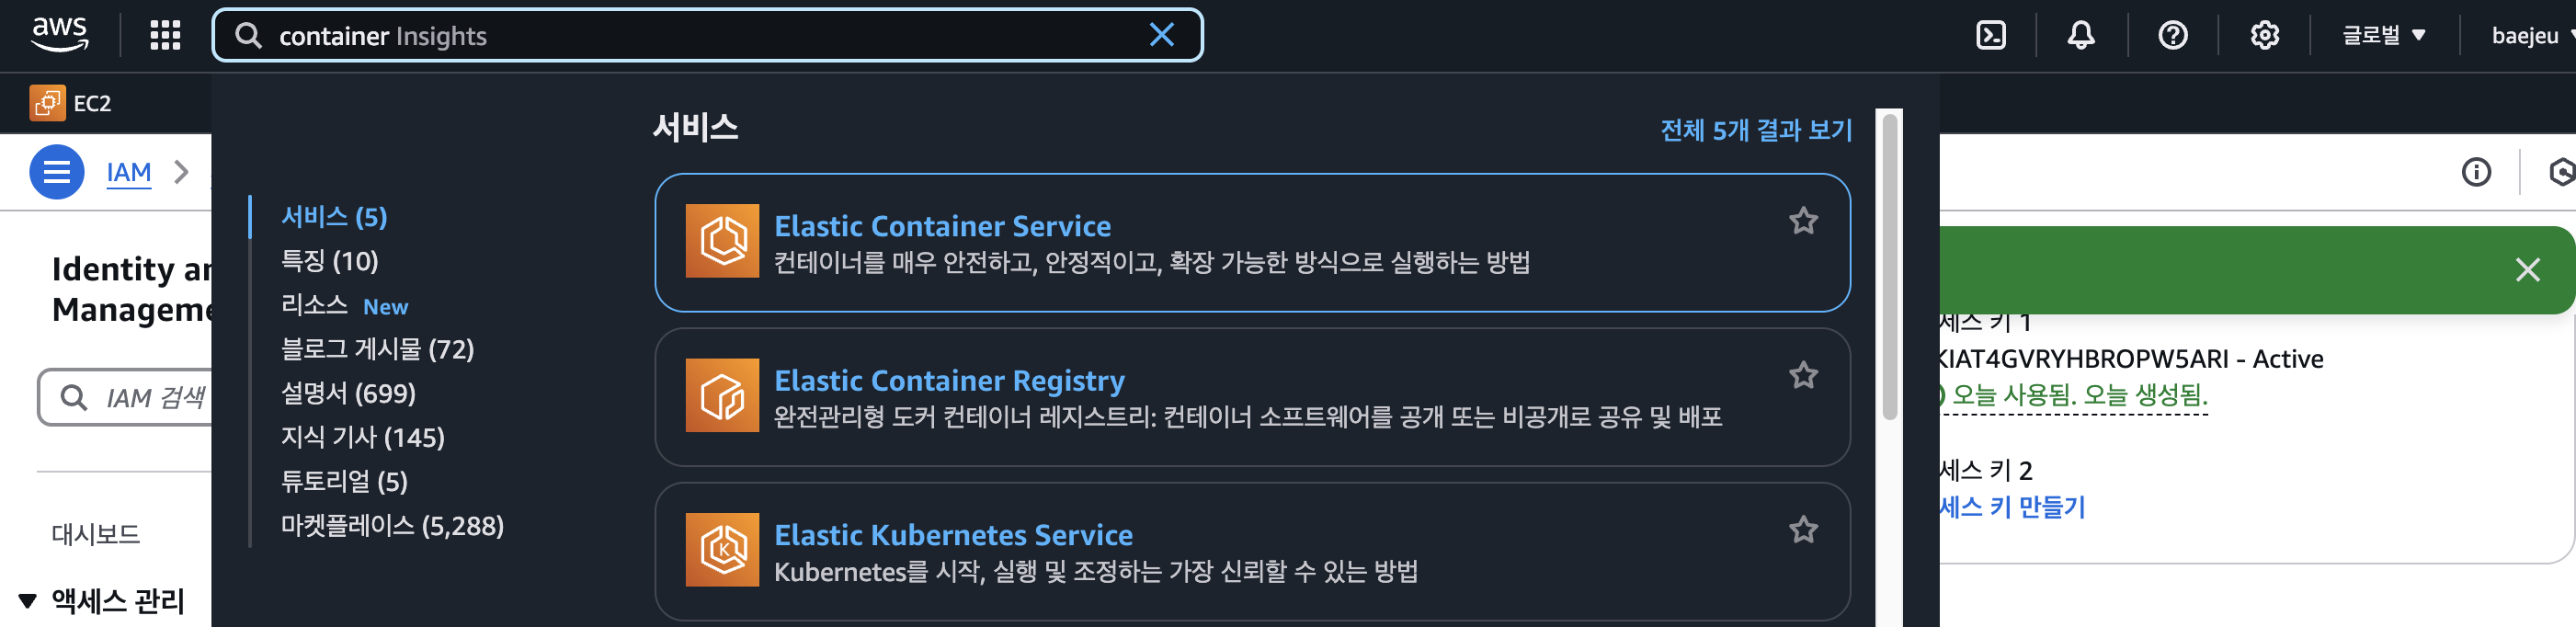 aws
container Insights
글로벌
baejeu
EC2
IAM
Identity an
Manageme
IAM 검색
대시보드
액세스 관리
서비스 (5)
특징 (10)
리소스 New
블로그 게시물 (72)
설명서 (699)
지식 기사 (145)
튜토리얼 (5)
마켓플레이스 (5,288)
서비스
전체 5개 결과 보기
Elastic Container Service
컨테이너를 매우 안전하고, 안정적이고, 확장 가능한 방식으로 실행하는 방법
Elastic Container Registry
완전관리형 도커 컨테이너 레지스트리: 컨테이너 소프트웨어를 공개 또는 비공개로 공유 및 배포
Elastic Kubernetes Service
Kubernetes를 시작, 실행 및 조정하는 가장 신뢰할 수 있는 방법
세스 키 1
KIAT4GVRYHBROPW5ARI - Active
오늘 사용됨. 오늘 생성됨.
세스 키 2
세스 키 만들기